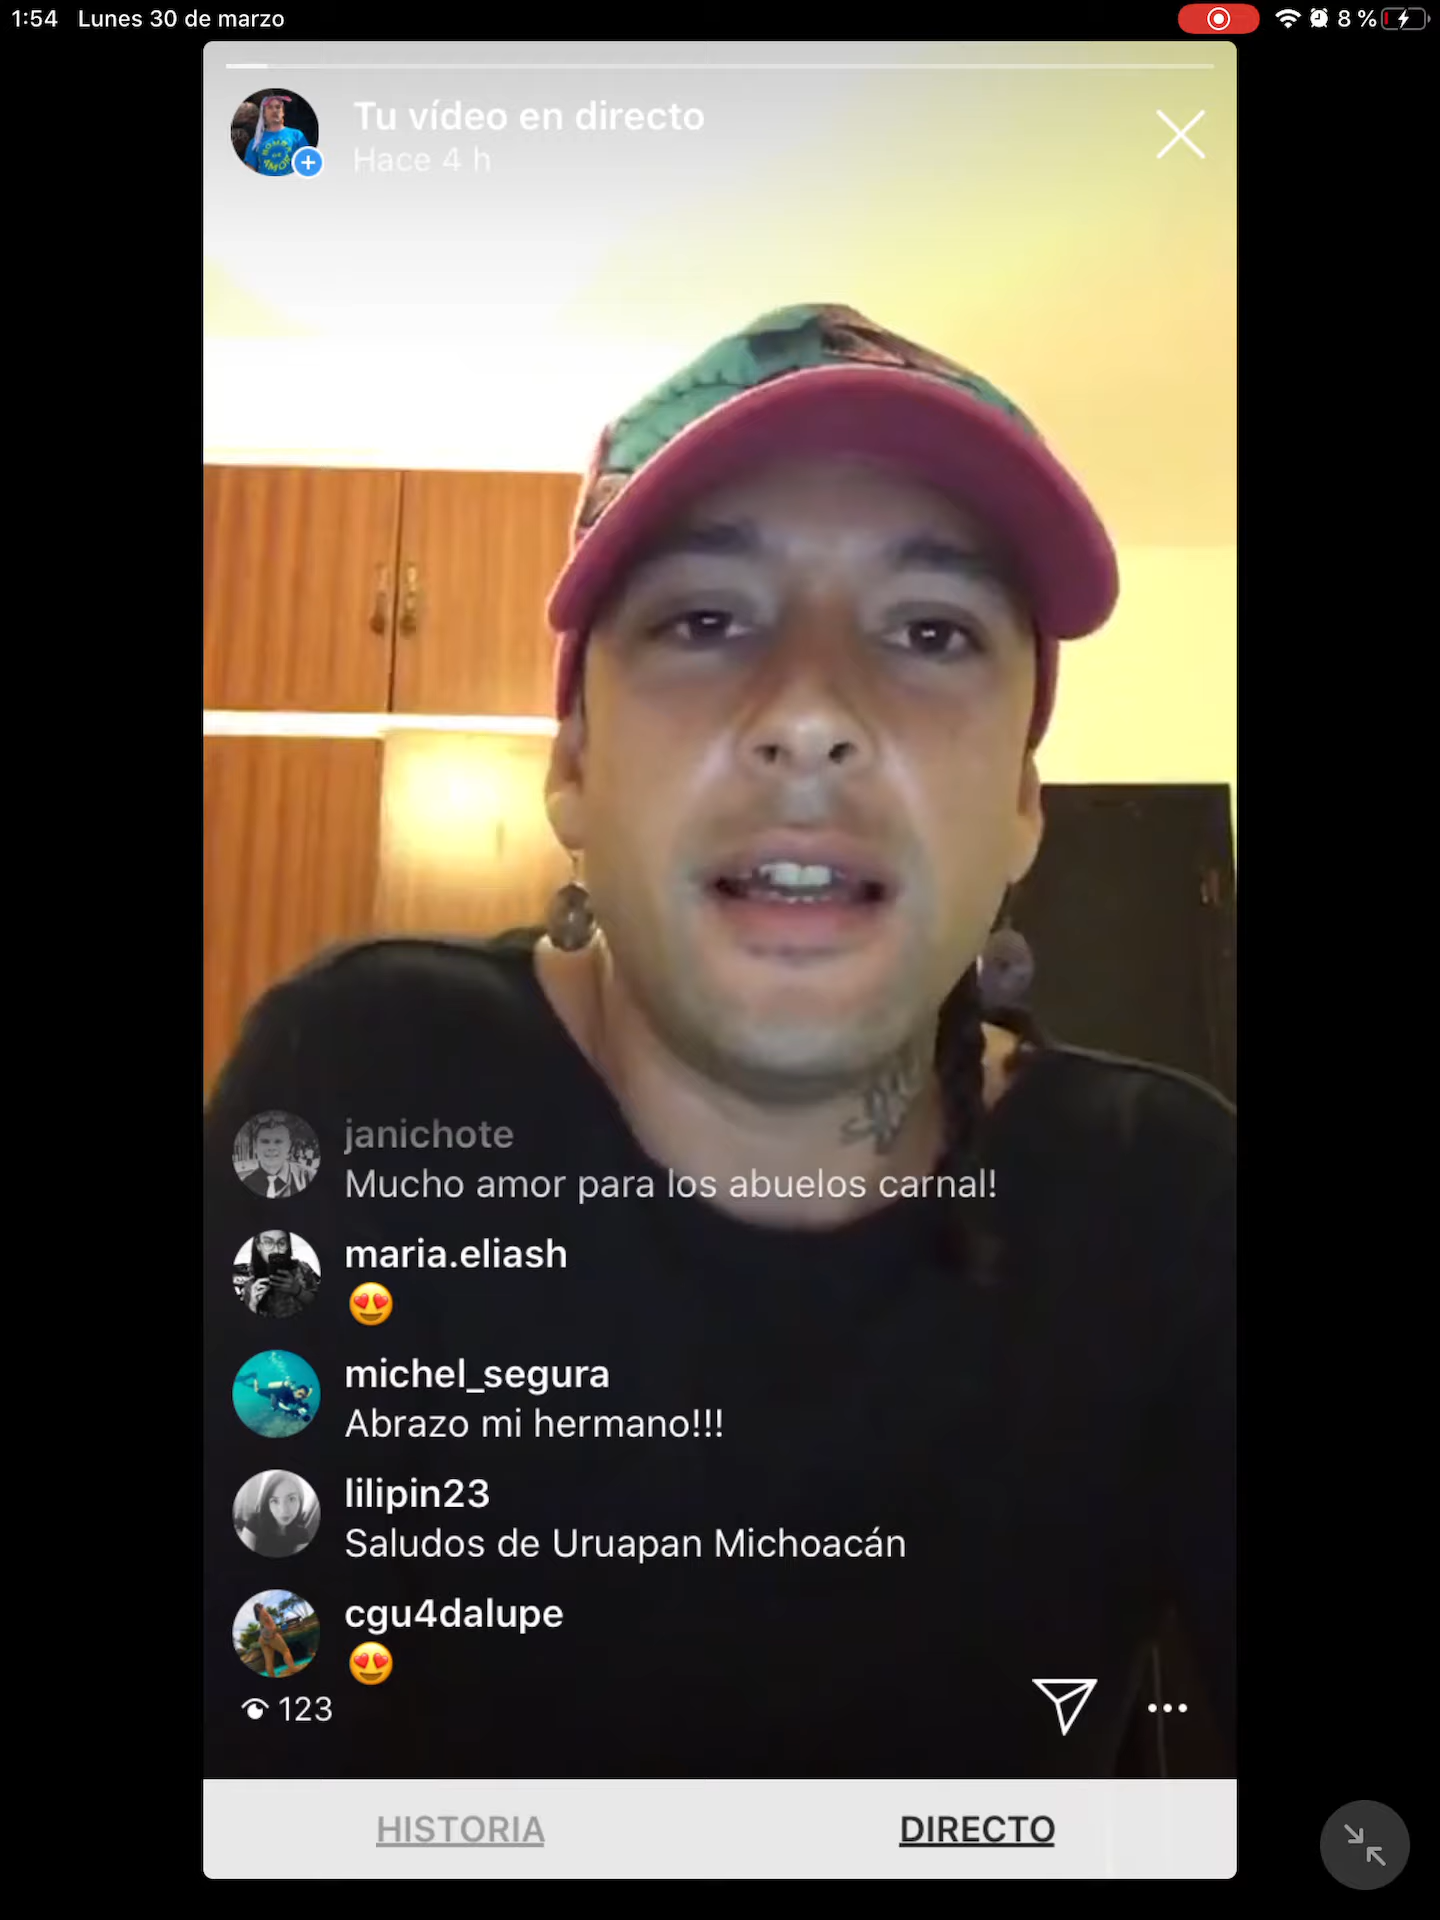 1:54 Lunes 30 de marzo
8 %
Tu vídeo en directo
Hace 4 h
janichote
Mucho amor para los abuelos carnal!
maria.eliash
😍
michel_segura
Abrazo mi hermano!!!
lilipin23
Saludos de Uruapan Michoacán
cgu4dalupe
😍
123
HISTORIA
DIRECTO